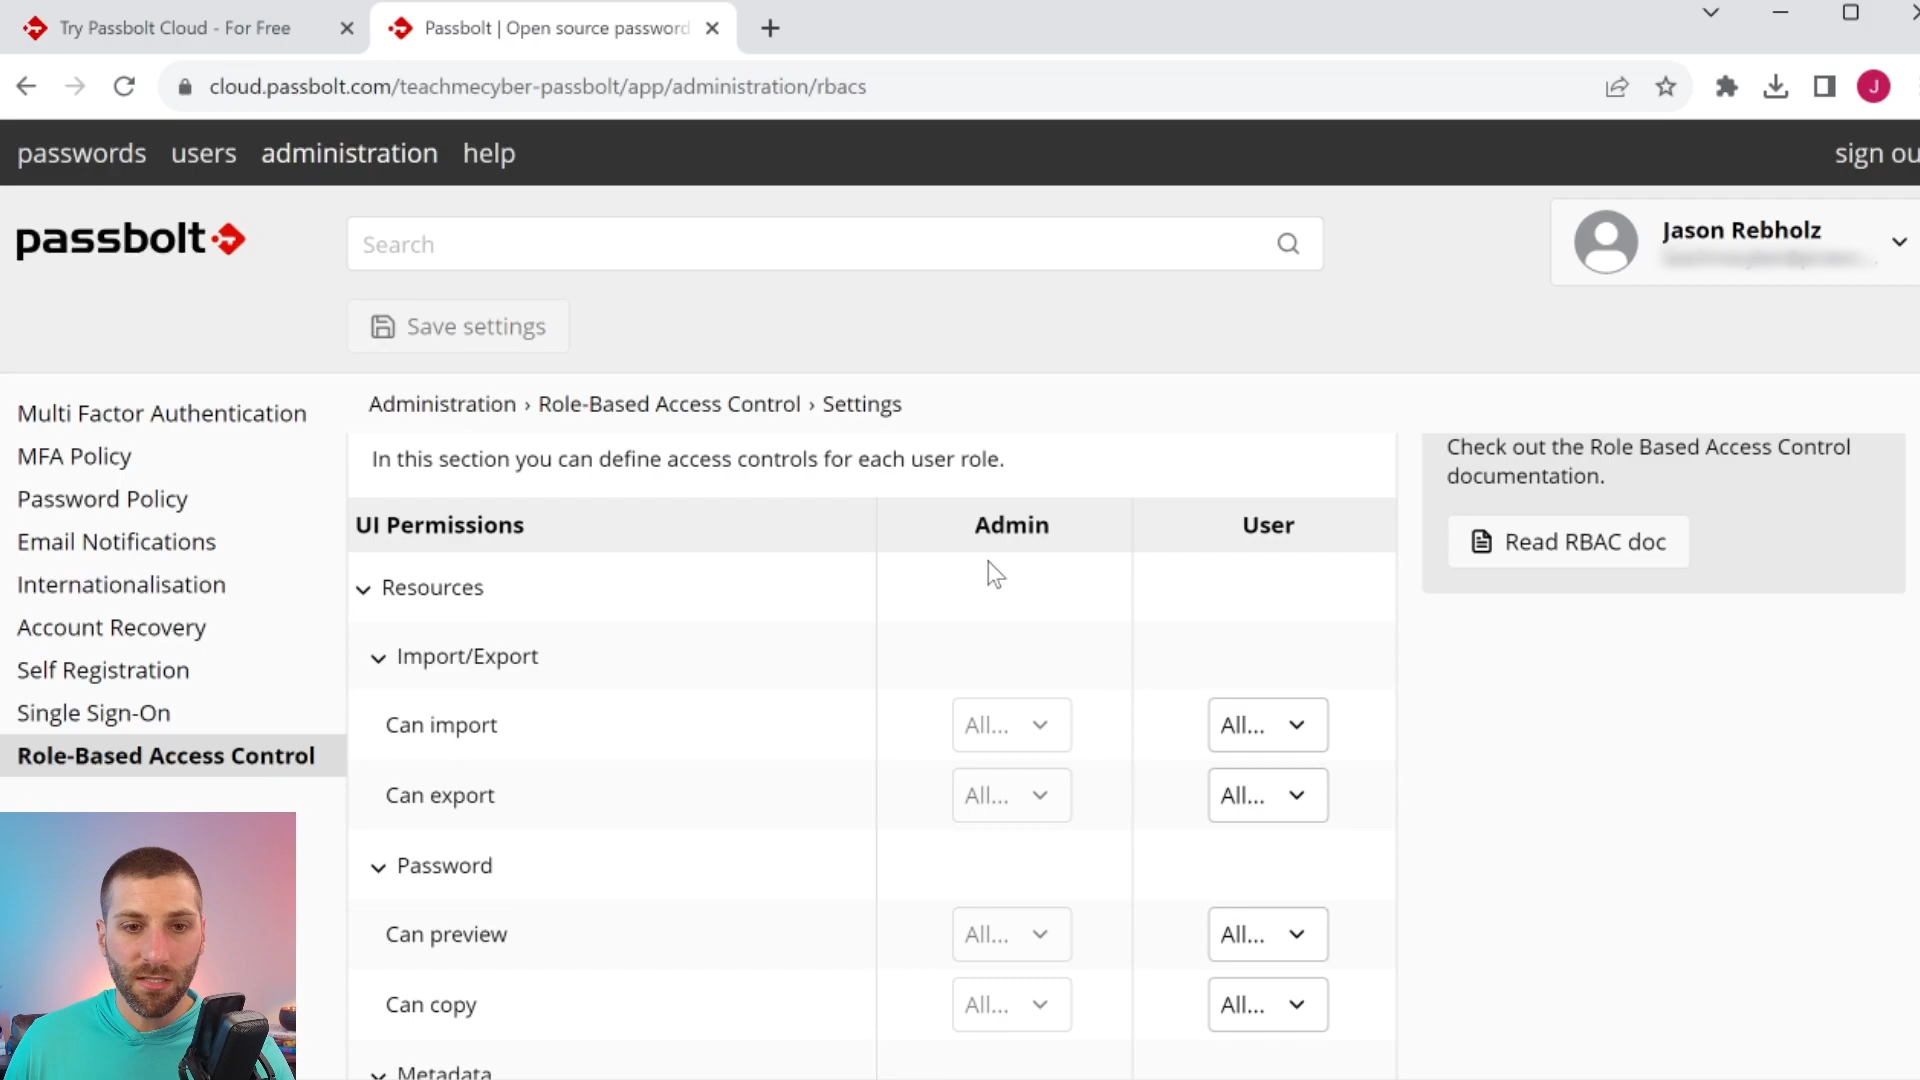 Try Passbolt Cloud - For Free
Passbolt | Open source password
cloud.passbolt.com/teachmecyber-passbolt/app/administration/rbacs
J
passwords users administration help
sign ou
passbolt
Search
Jason Rebholz
Save settings
Multi Factor Authentication
MFA Policy
Password Policy
Email Notifications
Internationalisation
Account Recovery
Self Registration
Single Sign-On
Role-Based Access Control
Administration › Role-Based Access Control › Settings
In this section you can define access controls for each user role.
UI Permissions Admin User
Resources
Import/Export
Can import All... All...
Can export All... All...
Password
Can preview All... All...
Can copy All... All...
Metadata
Check out the Role Based Access Control
documentation.
Read RBAC doc